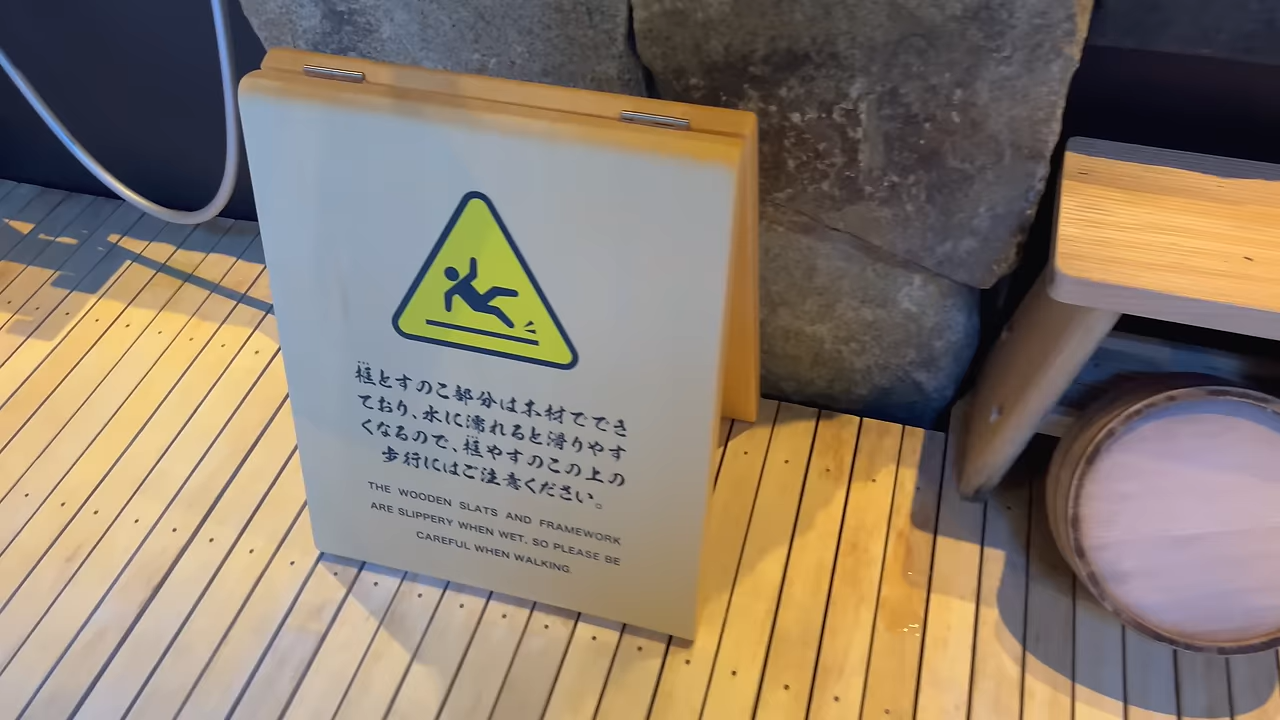 框とすのこ部分は木材ででき
ており、水に濡れると滑りやす
くなるので、框やすのこの上の
歩行にはご注意ください。
THE WOODEN SLATS AND FRAMEWORK
ARE SLIPPERY WHEN WET, SO PLEASE BE
CAREFUL WHEN WALKING.